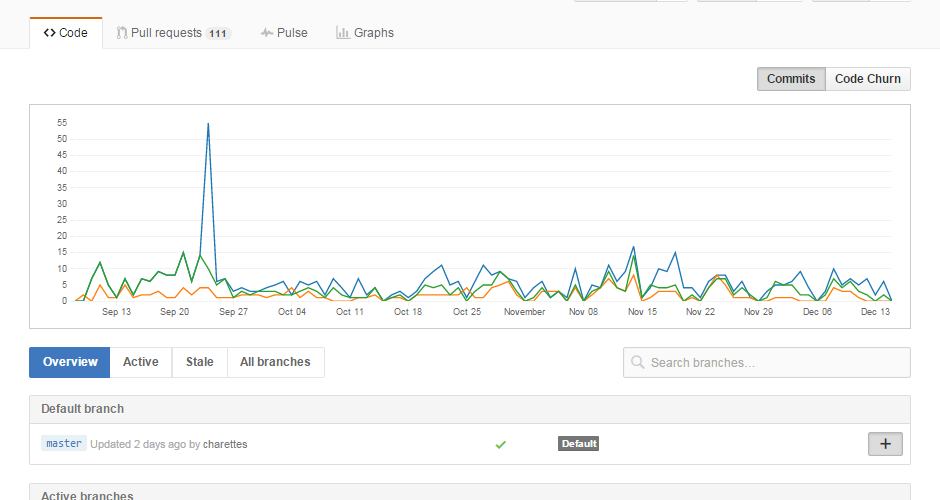 Code Pull requests 111 Pulse Graphs
Commits Code Churn
55
50
45
40
35
30
25
20
15
10
5
0
Sep 13 Sep 20 Sep 27 Oct 04 Oct 11 Oct 18 Oct 25 November Nov 08 Nov 15 Nov 22 Nov 29 Dec 06 Dec 13
Overview Active Stale All branches Search branches...
Default branch
master Updated 2 days ago by charettes Default +
Active branches